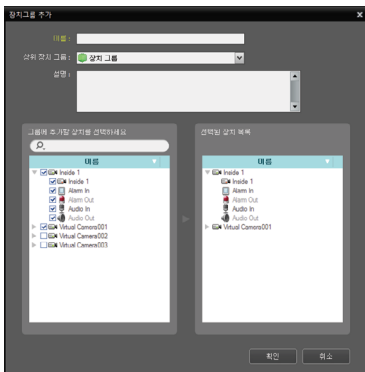 장치그룹 추가
이름 :
상위 장치 그룹 : 장치 그룹
설명 :
그룹에 추가할 장치를 선택하세요
이름
Inside 1
Inside 1
Alarm In
Alarm Out
Audio In
Audio Out
Virtual Camera001
Virtual Camera002
Virtual Camera003
선택된 장치 목록
이름
Inside 1
Inside 1
Alarm In
Alarm Out
Audio In
Audio Out
Virtual Camera001
확인 취소